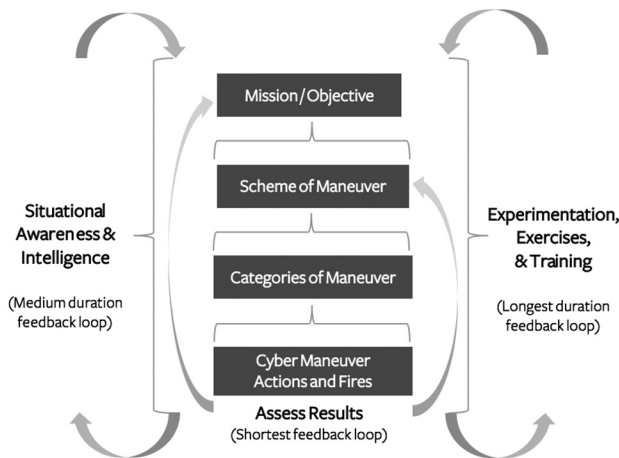 Mission / Objective
Scheme of Maneuver
Categories of Maneuver
Cyber Maneuver
Actions and Fires
Assess Results
(Shortest feedback loop)
Situational
Awareness &
Intelligence
(Medium duration
feedback loop)
Experimentation,
Exercises,
& Training
(Longest duration
feedback loop)